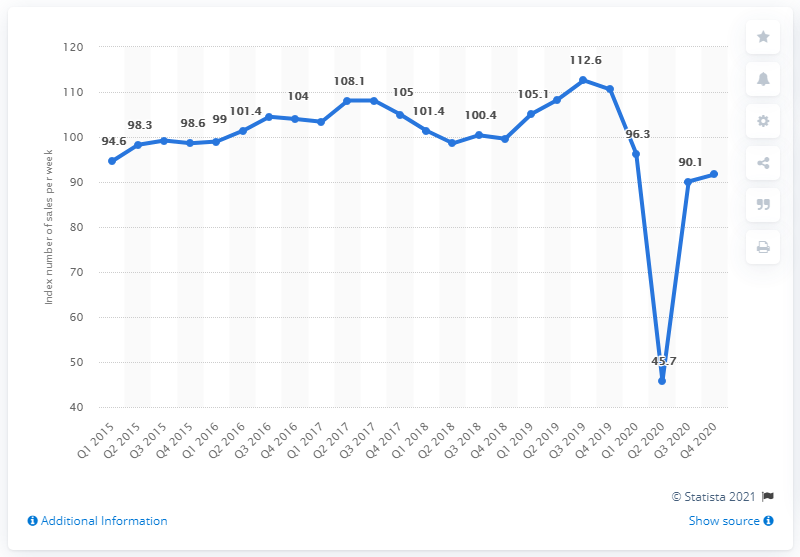 120
110
100
90
80
70
60
50
40
Index number of sales per week
94.6
98.3
98.6
99
101.4
104
108.1
105
101.4
100.4
105.1
112.6
96.3
45.7
90.1
Q1 2015
Q2 2015
Q3 2015
Q4 2015
Q1 2016
Q2 2016
Q3 2016
Q4 2016
Q1 2017
Q2 2017
Q3 2017
Q4 2017
Q1 2018
Q2 2018
Q3 2018
Q4 2018
Q1 2019
Q2 2019
Q3 2019
Q4 2019
Q1 2020
Q2 2020
Q3 2020
Q4 2020
© Statista 2021
Additional Information
Show source